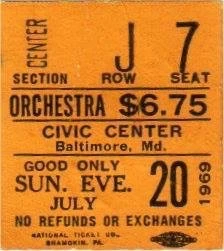 CENTER J 7
SECTION ROW SEAT
ORCHESTRA $6.75
CIVIC CENTER
Baltimore, Md.
GOOD ONLY
SUN. EVE. 20 1969
JULY
NO REFUNDS OR EXCHANGES
NATIONAL TICKET CO.
SHAMOKIN, PA.